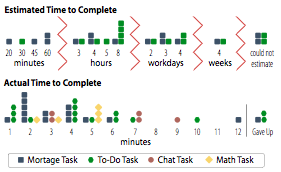 Estimated Time to Complete
20 30 45 60 3 4 5 8 2 3 4 4 could not
minutes hours workdays weeks estimate
Actual Time to Complete
1 2 3 4 5 6 7 8 9 10 11 12 Gave Up
minutes
Mortage Task To-Do Task Chat Task Math Task